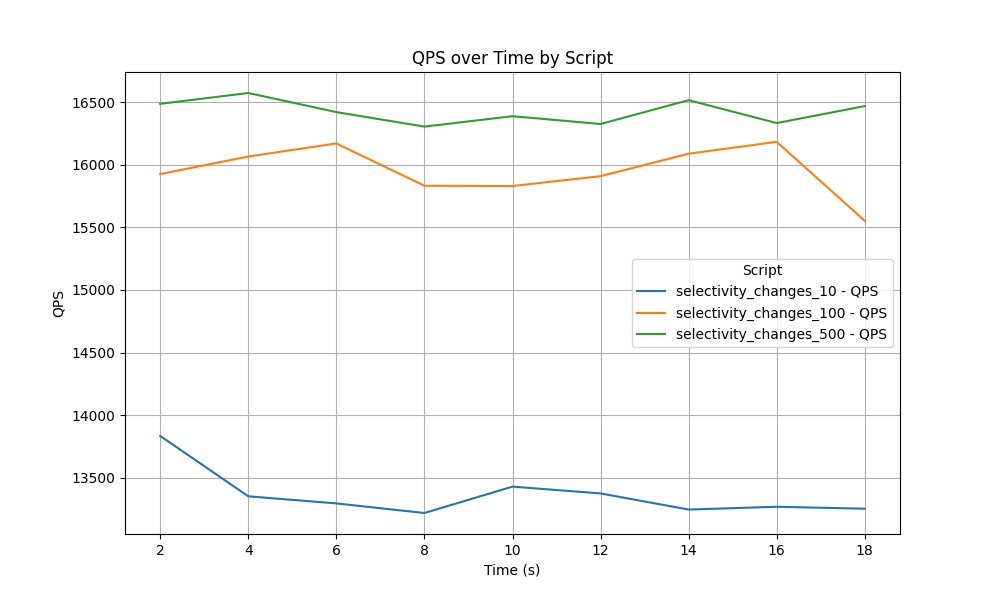 QPS over Time by Script
16500
16000
15500
15000
14500
14000
13500
QPS
Script
selectivity_changes_10 - QPS
selectivity_changes_100 - QPS
selectivity_changes_500 - QPS
2 4 6 8 10 12 14 16 18
Time (s)